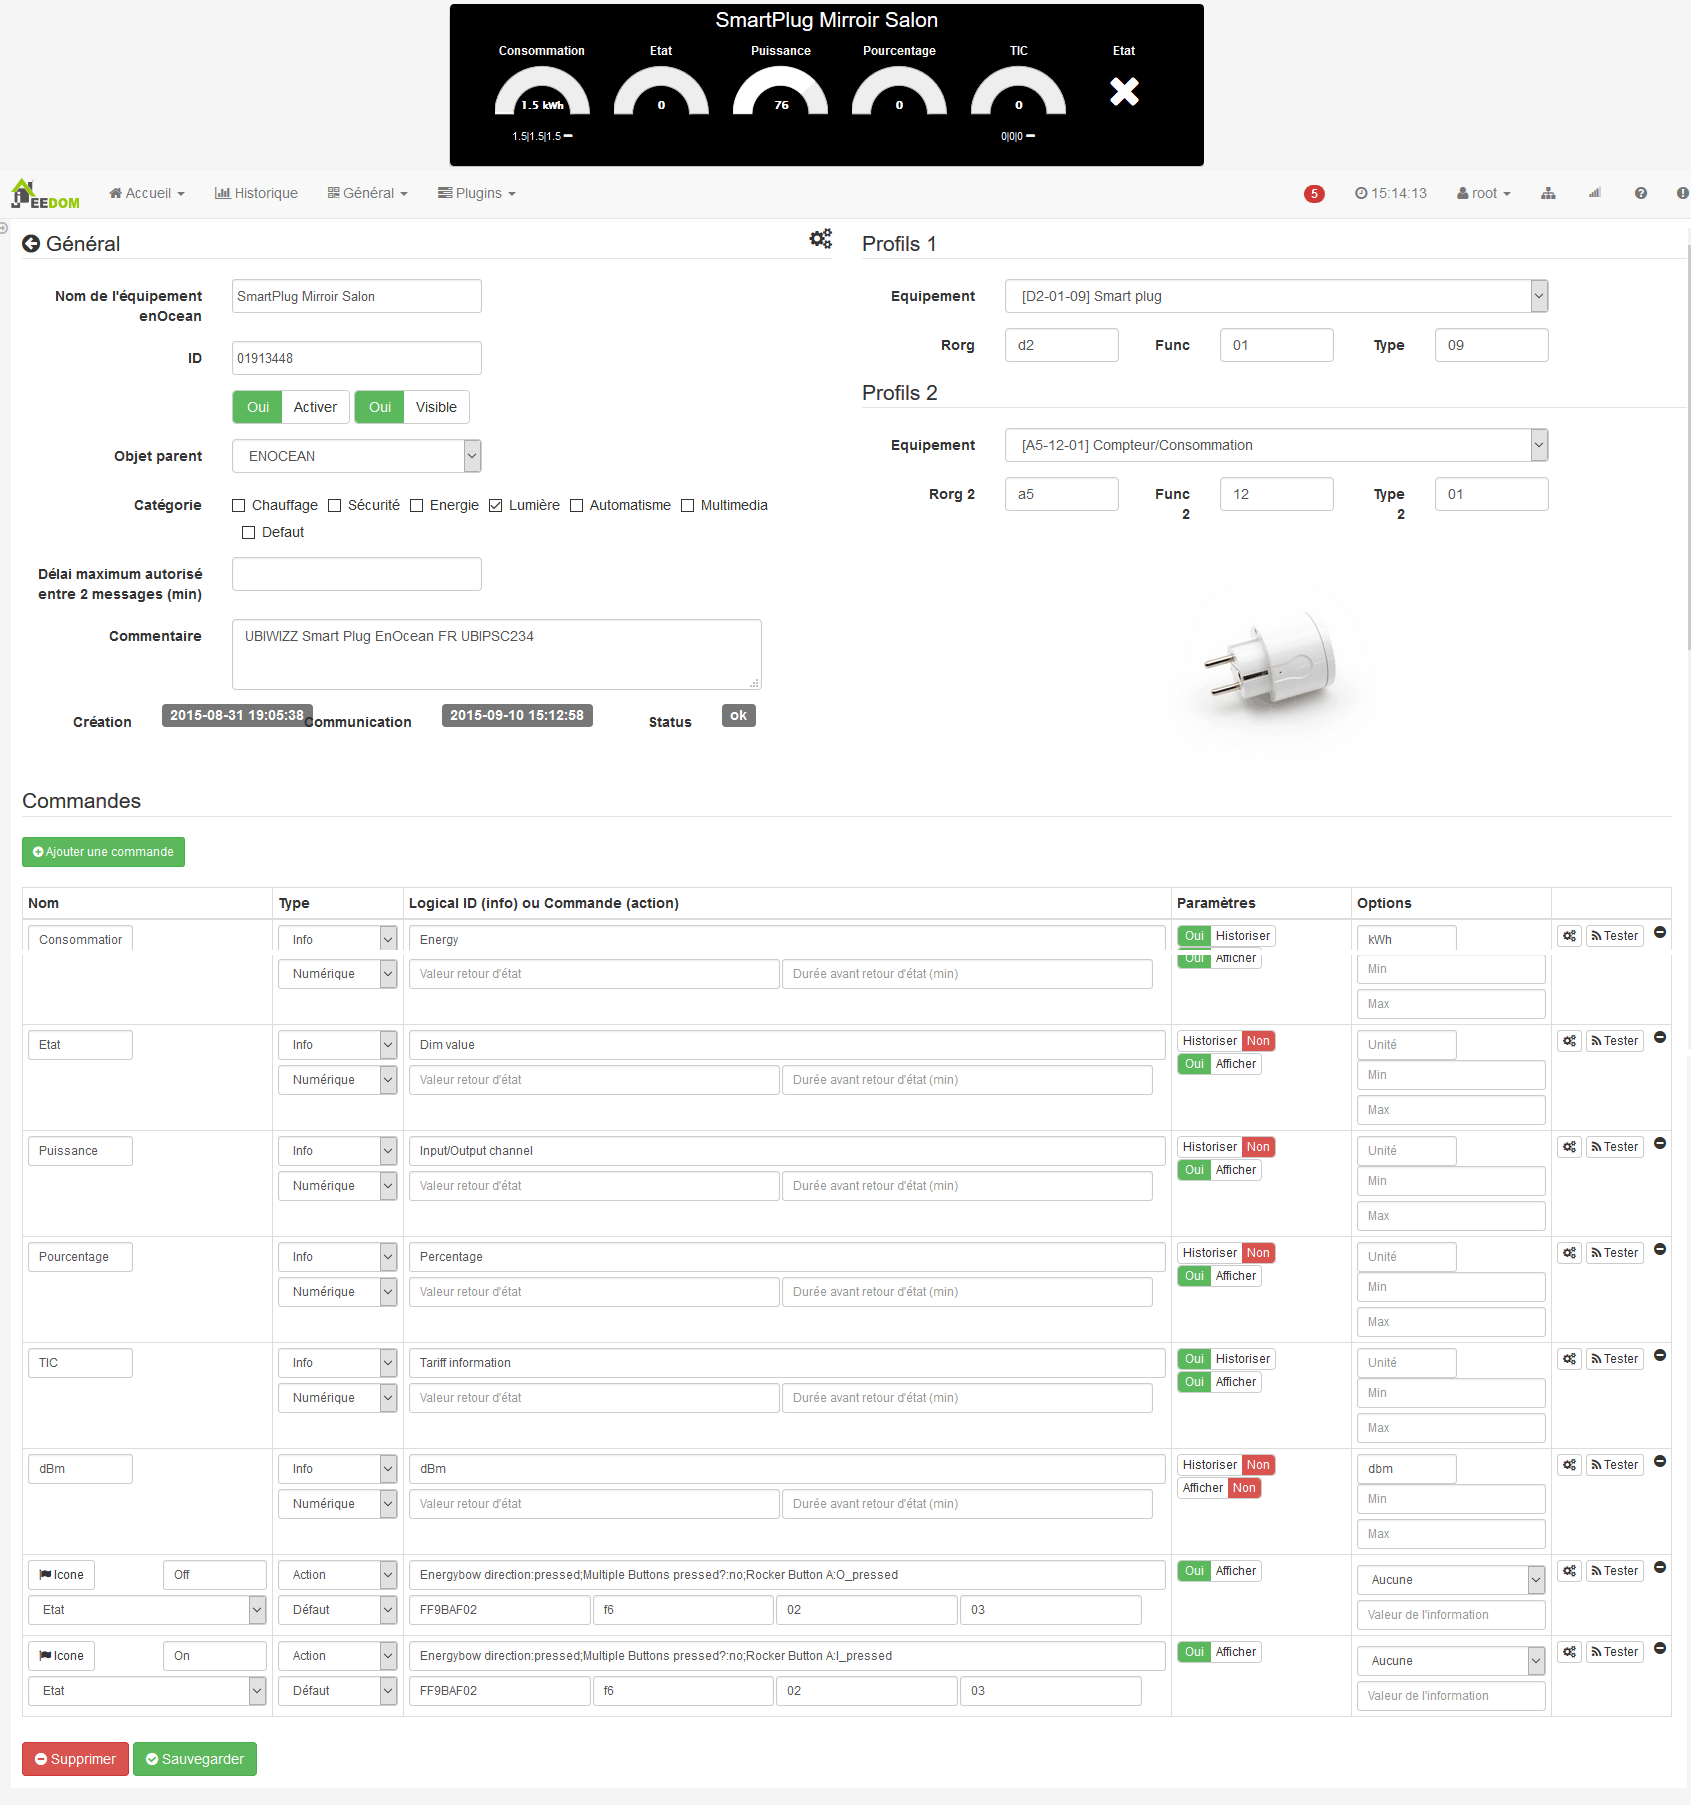 SmartPlug Mirroir Salon
Consommation Etat Puissance Pourcentage TIC Etat
1.5 kWh 0 76 0 0
1.5|1.5|1.5 0|0|0
JEEDOM Accueil Historique Général Plugins 5 15:14:13 root
Général
Profils 1
Nom de l'équipement enOcean SmartPlug Mirroir Salon
Equipement [D2-01-09] Smart plug
ID 01913448
Rorg d2 Func 01 Type 09
Oui Activer Oui Visible
Profils 2
Objet parent ENOCEAN
Equipement [A5-12-01] Compteur/Consommation
Catégorie Chauffage Sécurité Energie Lumière Automatisme Multimedia
Defaut
Rorg 2 a5 Func 2 12 Type 2 01
Délai maximum autorisé entre 2 messages (min)
Commentaire UBIWIZZ Smart Plug EnOcean FR UBIPSC234
Création 2015-08-31 19:05:38 Communication 2015-09-10 15:12:58 Status ok
Commandes
Ajouter une commande
Nom Type Logical ID (info) ou Commande (action) Paramètres Options
Consommation Info Energy Oui Historiser kWh Tester
Oui Afficher
Numérique Valeur retour d'état Durée avant retour d'état (min) Min
Max
Etat Info Dim value Historiser Non Unité Tester
Oui Afficher
Numérique Valeur retour d'état Durée avant retour d'état (min) Min
Max
Puissance Info Input/Output channel Historiser Non Unité Tester
Oui Afficher
Numérique Valeur retour d'état Durée avant retour d'état (min) Min
Max
Pourcentage Info Percentage Historiser Non Unité Tester
Oui Afficher
Numérique Valeur retour d'état Durée avant retour d'état (min) Min
Max
TIC Info Tariff information Oui Historiser Unité Tester
Oui Afficher
Numérique Valeur retour d'état Durée avant retour d'état (min) Min
Max
dBm Info dBm Historiser Non dbm Tester
Afficher Non
Numérique Valeur retour d'état Durée avant retour d'état (min) Min
Max
Icone Off Action Energybow direction:pressed;Multiple Buttons pressed?:no;Rocker Button A:O_pressed Oui Afficher Aucune Tester
Etat Défaut FF9BAF02 f6 02 03 Valeur de l'information
Icone On Action Energybow direction:pressed;Multiple Buttons pressed?:no;Rocker Button A:I_pressed Oui Afficher Aucune Tester
Etat Défaut FF9BAF02 f6 02 03 Valeur de l'information
Supprimer Sauvegarder